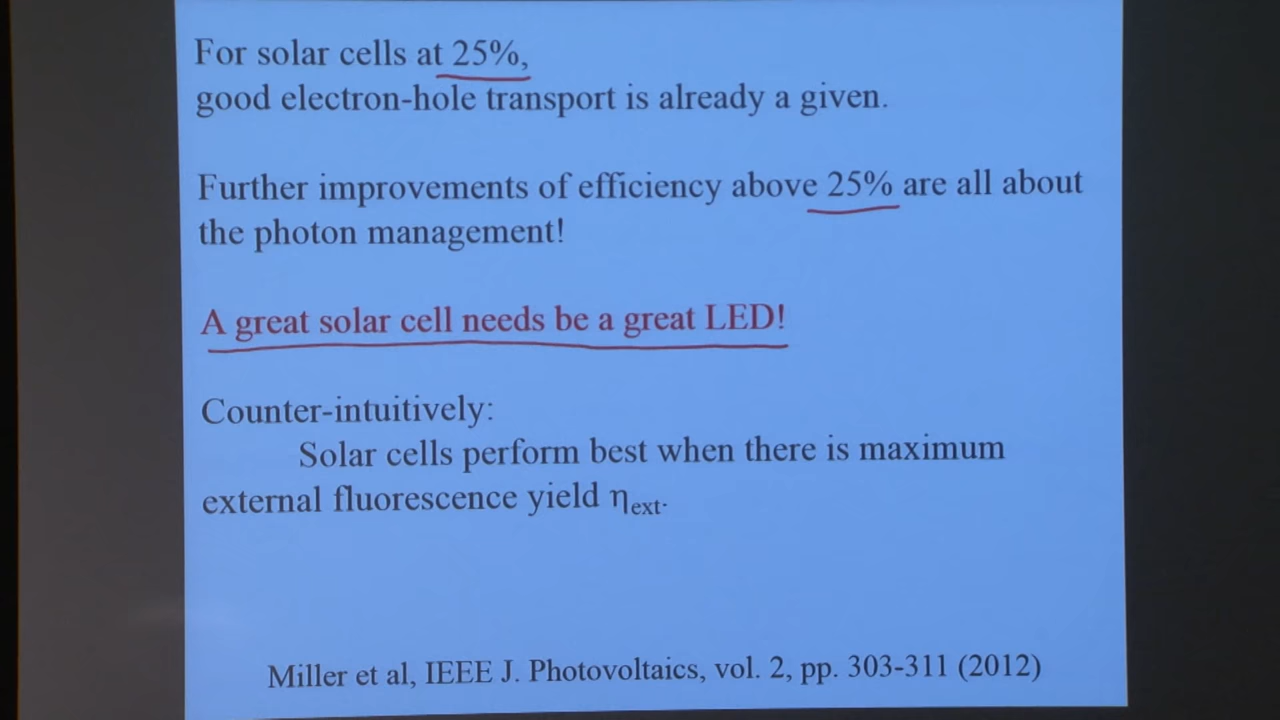 For solar cells at 25%,
good electron-hole transport is already a given.
Further improvements of efficiency above 25% are all about
the photon management!
A great solar cell needs be a great LED!
Counter-intuitively:
Solar cells perform best when there is maximum
external fluorescence yield ηext.
Miller et al, IEEE J. Photovoltaics, vol. 2, pp. 303-311 (2012)